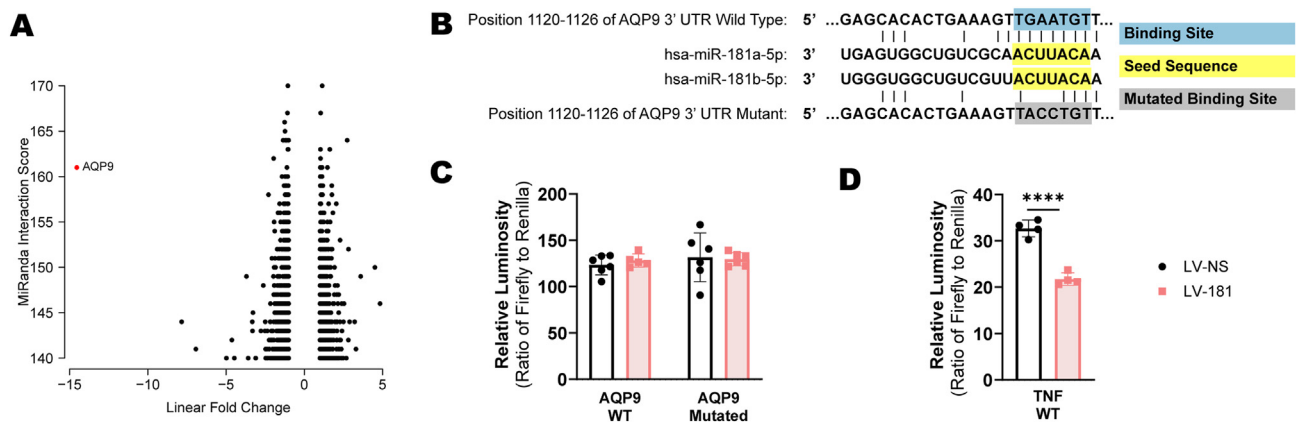 A
MiRanda Interaction Score
170
165
160
155
150
145
140
AQP9
−15
−10
−5
0
5
Linear Fold Change
B
Position 1120-1126 of AQP9 3’ UTR Wild Type: 5’ ...GAGCACACTGAAAGTTGAATGTT...
hsa-miR-181a-5p: 3’ UGAGUGGCUGUCGCAACUUACAA
hsa-miR-181b-5p: 3’ UGGGUGGCUGUCGUUACUUACAA
Position 1120-1126 of AQP9 3’ UTR Mutant: 5’ ...GAGCACACTGAAAGTTACCTGTT...
Binding Site
Seed Sequence
Mutated Binding Site
C
Relative Luminosity
(Ratio of Firefly to Renilla)
200
150
100
50
0
AQP9
WT
AQP9
Mutated
D
Relative Luminosity
(Ratio of Firefly to Renilla)
40
30
20
10
0
****
TNF
WT
LV-NS
LV-181